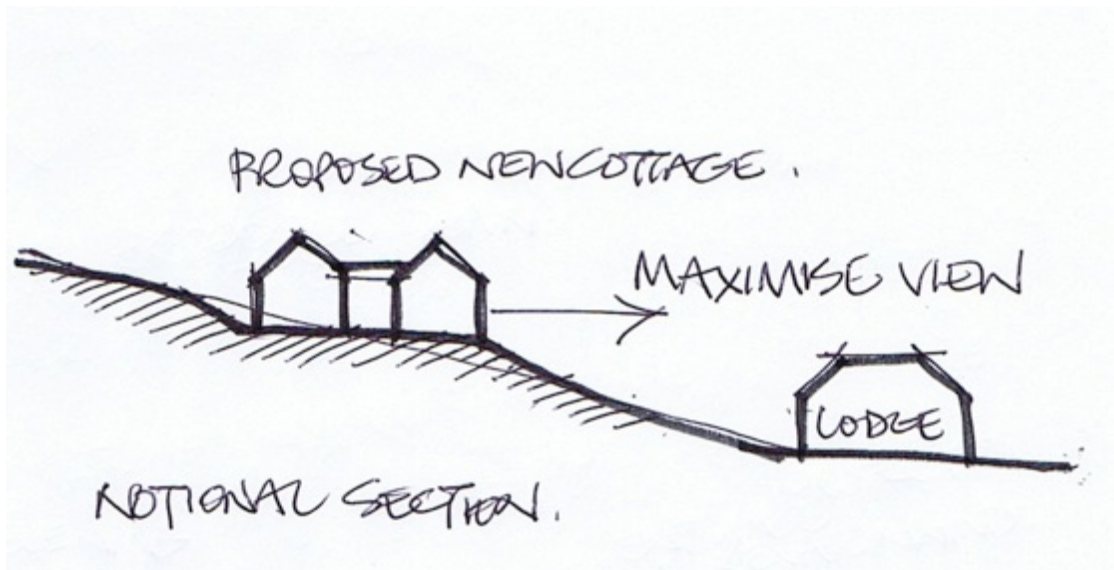 PROPOSED NEW COTTAGE.
MAXIMISE VIEW
LODGE
NOTIONAL SECTION.